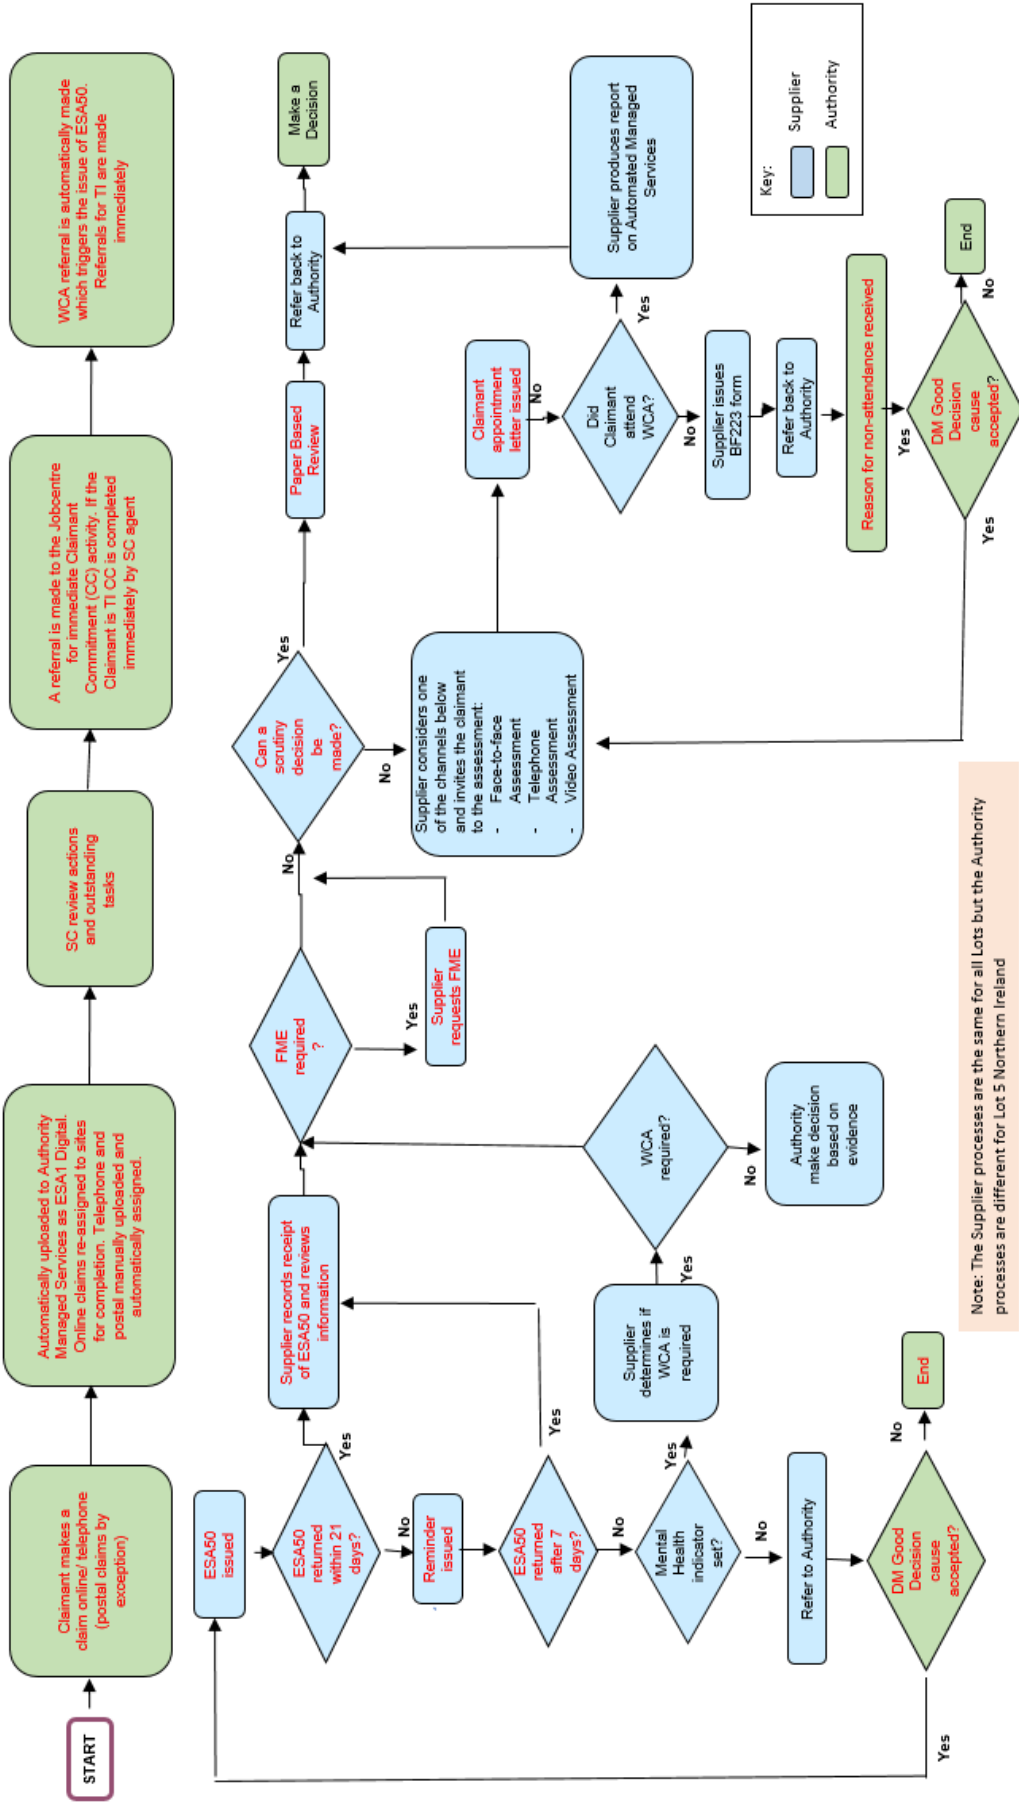 START
Claimant makes a
claim online/ telephone
(postal claims by
exception)
Automatically uploaded to Authority
Managed Services as ESA1 Digital.
Online claims re-assigned to sites
for completion. Telephone and
postal manually uploaded and
automatically assigned.
SC review actions
and outstanding
tasks
A referral is made to the Jobcentre
for immediate Claimant
Commitment (CC) activity. If the
Claimant is TI CC is completed
immediately by SC agent
WCA referral is automatically made
which triggers the issue of ESA50.
Referrals for TI are made
immediately
ESA50
issued
ESA50
returned
within 21
days?
Yes
No
Supplier records receipt
of ESA50 and reviews
information
Reminder
issued
ESA50
returned
after 7
days?
Yes
No
Mental
Health
indicator
set?
Yes
No
Supplier
determines if
WCA is
required
Yes
WCA
required?
No
Authority
make decision
based on
evidence
Refer to Authority
DM Good
Decision
cause
accepted?
No
End
Yes
FME
required
?
Yes
No
Supplier
requests FME
Can a
scrutiny
decision
be
made?
Yes
No
Paper Based
Review
Refer back to
Authority
Make a
Decision
Supplier considers one
of the channels below
and invites the claimant
to the assessment:
- Face-to-face
Assessment
- Telephone
Assessment
- Video Assessment
Claimant
appointment
letter issued
No
Did
Claimant
attend
WCA?
Yes
No
Supplier produces report
on Automated Managed
Services
Supplier issues
BF223 form
Refer back to
Authority
Reason for non-attendance received
Yes
DM Good
Decision
cause
accepted?
No
End
Yes
Key:
Supplier
Authority
Note: The Supplier processes are the same for all Lots but the Authority
processes are different for Lot 5 Northern Ireland